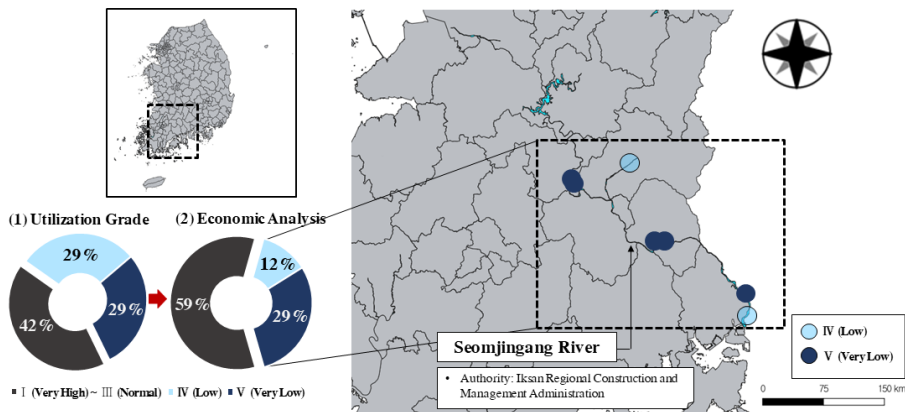 (1) Utilization Grade
(2) Economic Analysis
29%
42%
29%
12%
59%
29%
Ⅰ (Very High) ~ Ⅲ (Normal) Ⅳ (Low) Ⅴ (Very Low)
Seomjingang River
• Authority: Iksan Regional Construction and
Management Administration
IV (Low)
V (Very Low)
0 75 150 km